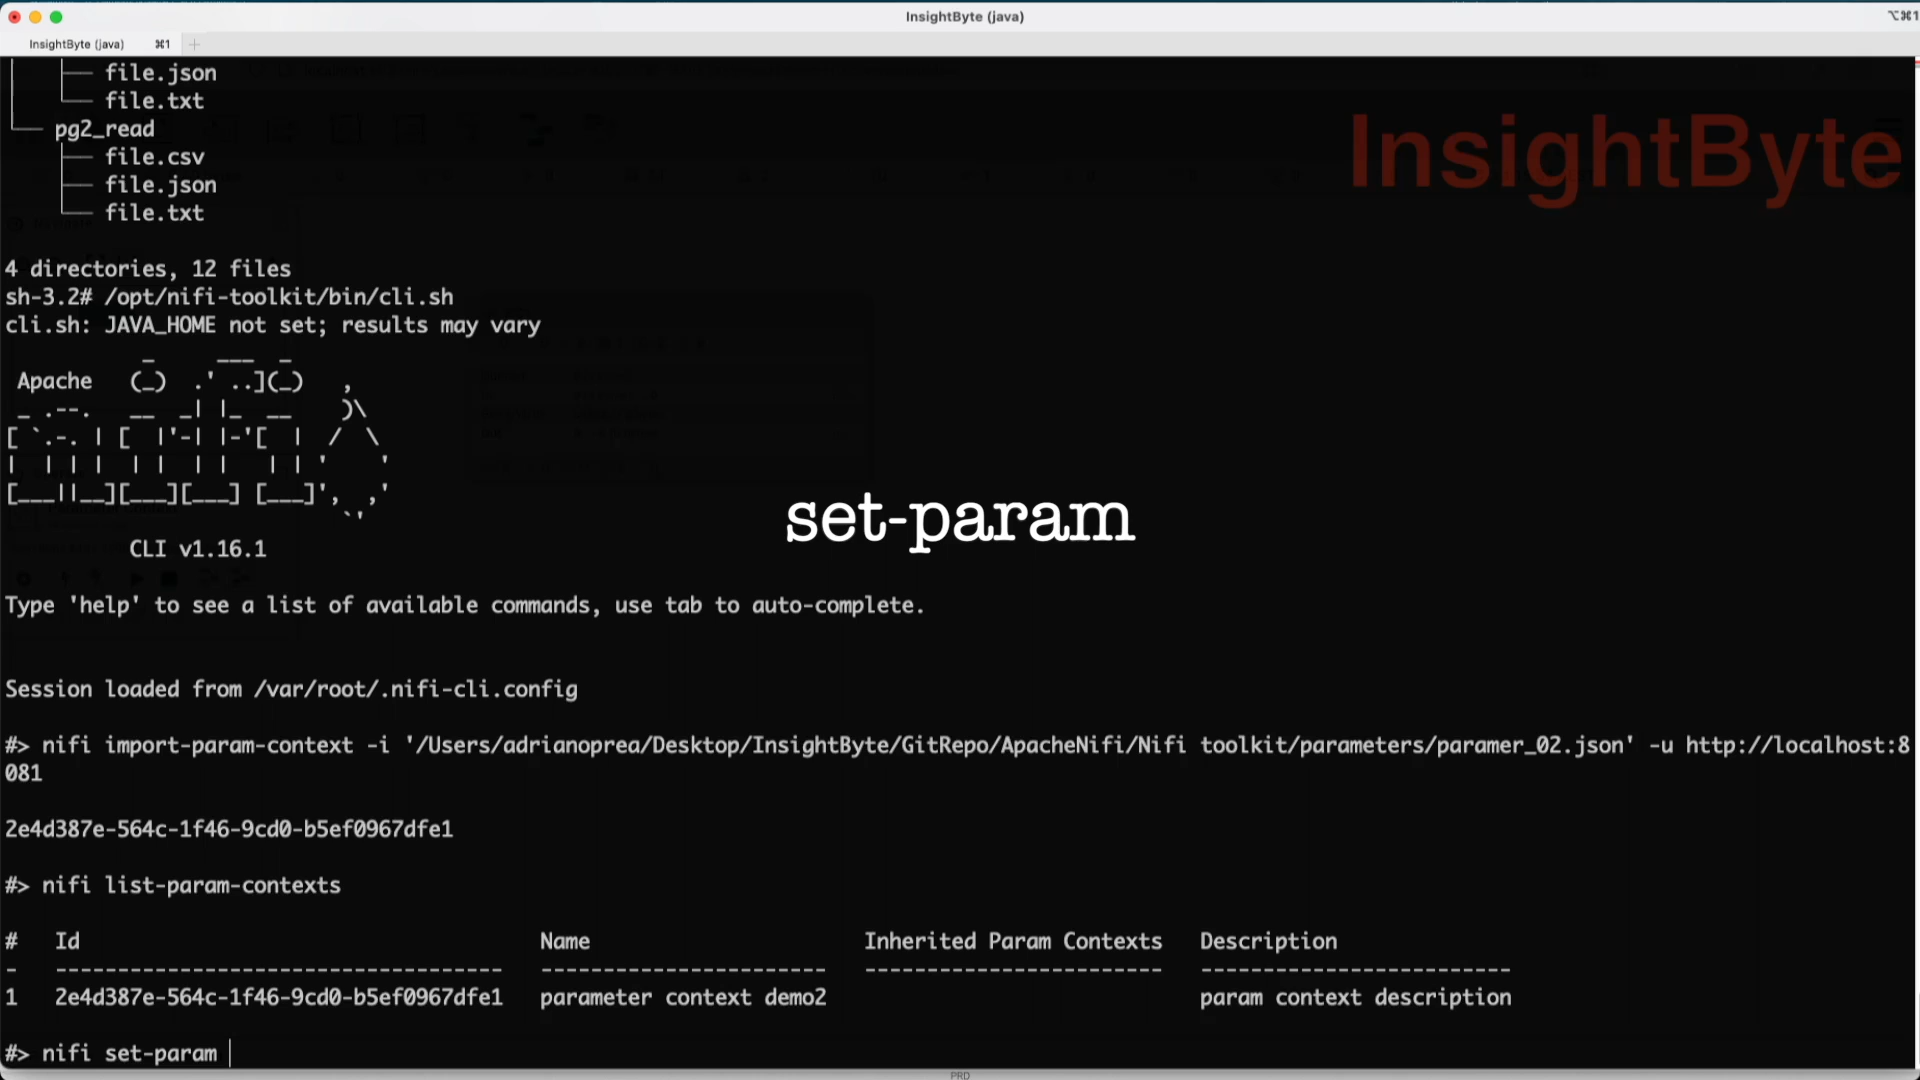 InsightByte (java)
⌥⌘1
InsightByte (java) ⌘1
file.json
file.txt
pg2_read
file.csv
file.json
file.txt
InsightByte
4 directories, 12 files
sh-3.2# /opt/nifi-toolkit/bin/cli.sh
cli.sh: JAVA_HOME not set; results may vary
Apache
set-param
CLI v1.16.1
Type 'help' to see a list of available commands, use tab to auto-complete.
Session loaded from /var/root/.nifi-cli.config
#> nifi import-param-context -i '/Users/adrianoprea/Desktop/InsightByte/GitRepo/ApacheNifi/Nifi toolkit/parameters/paramer_02.json' -u http://localhost:8
081
2e4d387e-564c-1f46-9cd0-b5ef0967dfe1
#> nifi list-param-contexts
# Id Name Inherited Param Contexts Description
- ------------------------------------ ----------------------- ------------------------ -------------------------
1 2e4d387e-564c-1f46-9cd0-b5ef0967dfe1 parameter context demo2 param context description
#> nifi set-param
PRD